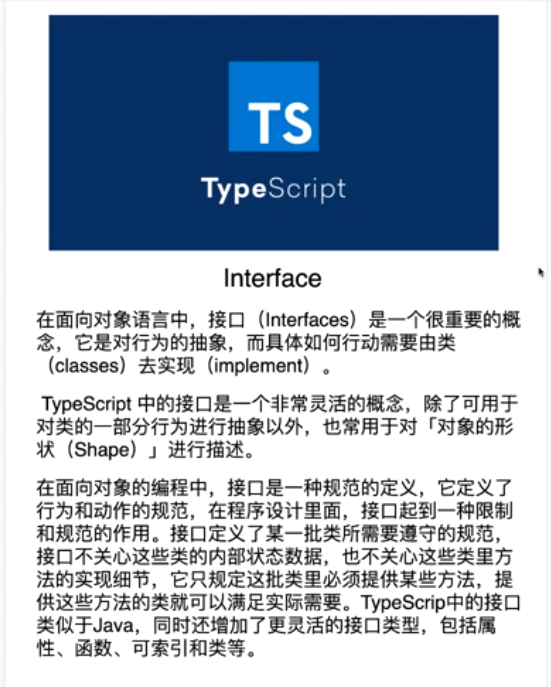 TS
TypeScript
Interface
在面向对象语言中，接口（Interfaces）是一个很重要的概
念，它是对行为的抽象，而具体如何行动需要由类
（classes）去实现（implement）。
TypeScript 中的接口是一个非常灵活的概念，除了可用于
对类的一部分行为进行抽象以外，也常用于对「对象的形
状（Shape）」进行描述。
在面向对象的编程中，接口是一种规范的定义，它定义了
行为和动作的规范，在程序设计里面，接口起到一种限制
和规范的作用。接口定义了某一批类所需要遵守的规范，
接口不关心这些类的内部状态数据，也不关心这些类里方
法的实现细节，它只规定这批类里必须提供某些方法，提
供这些方法的类就可以满足实际需要。TypeScrip中的接口
类似于Java，同时还增加了更灵活的接口类型，包括属
性、函数、可索引和类等。